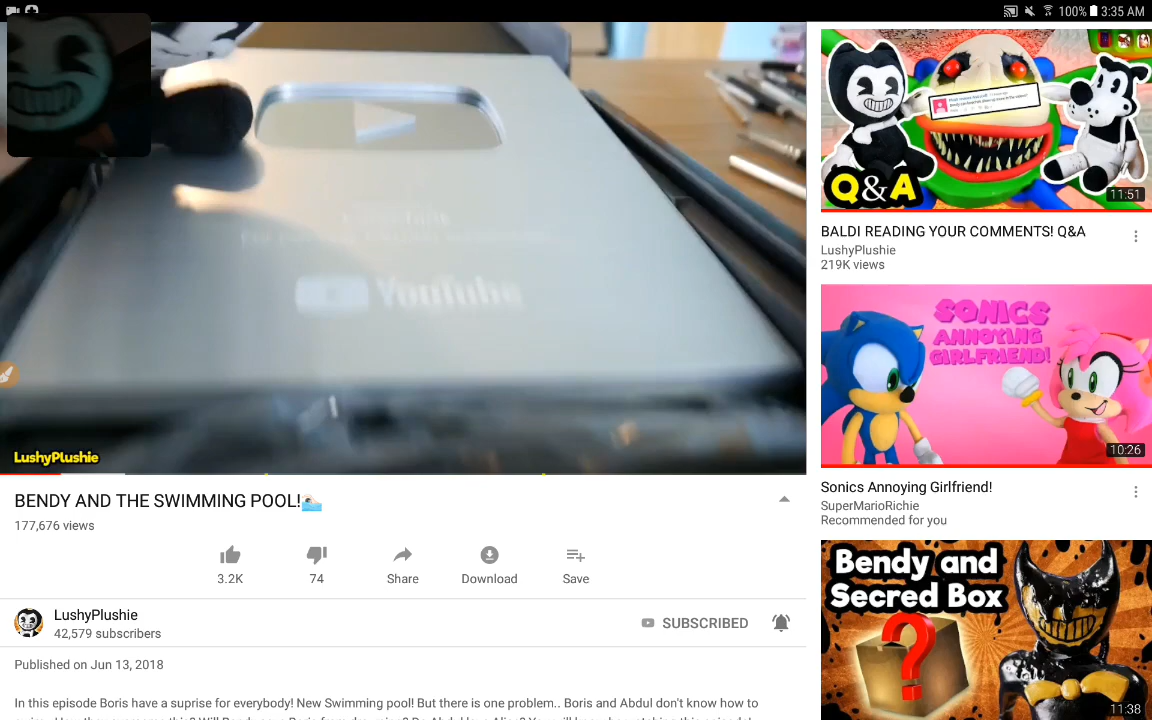 100% 3:35 AM
YouTube
LushyPlushie
BENDY AND THE SWIMMING POOL!🏊
177,676 views
3.2K
74
Share
Download
Save
LushyPlushie
42,579 subscribers
SUBSCRIBED
Published on Jun 13, 2018
In this episode Boris have a suprise for everybody! New Swimming pool! But there is one problem.. Boris and Abdul don't know how to
Q&A
11:51
BALDI READING YOUR COMMENTS! Q&A
LushyPlushie
219K views
SONICS
ANNOYING
GIRLFRIEND!
10:26
Sonics Annoying Girlfriend!
SuperMarioRichie
Recommended for you
Bendy and
Secred Box
?
11:38